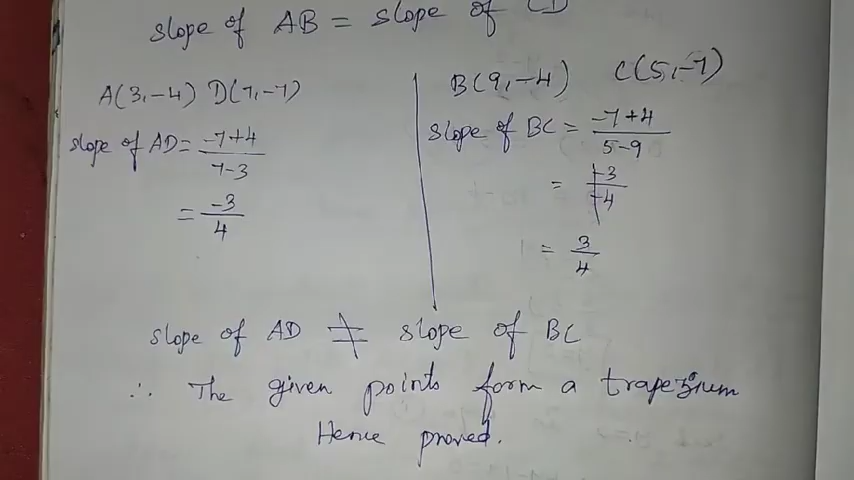 slope of AB = slope of CD
A(3,-4) D(7,-7)
slope of AD = -7+4 / 7-3
= -3 / 4
B(9,-4) C(5,-7)
slope of BC = -7+4 / 5-9
= -3 / -4
= 3 / 4
slope of AD ≠ slope of BC
∴ The given points form a trapezium
Hence proved.